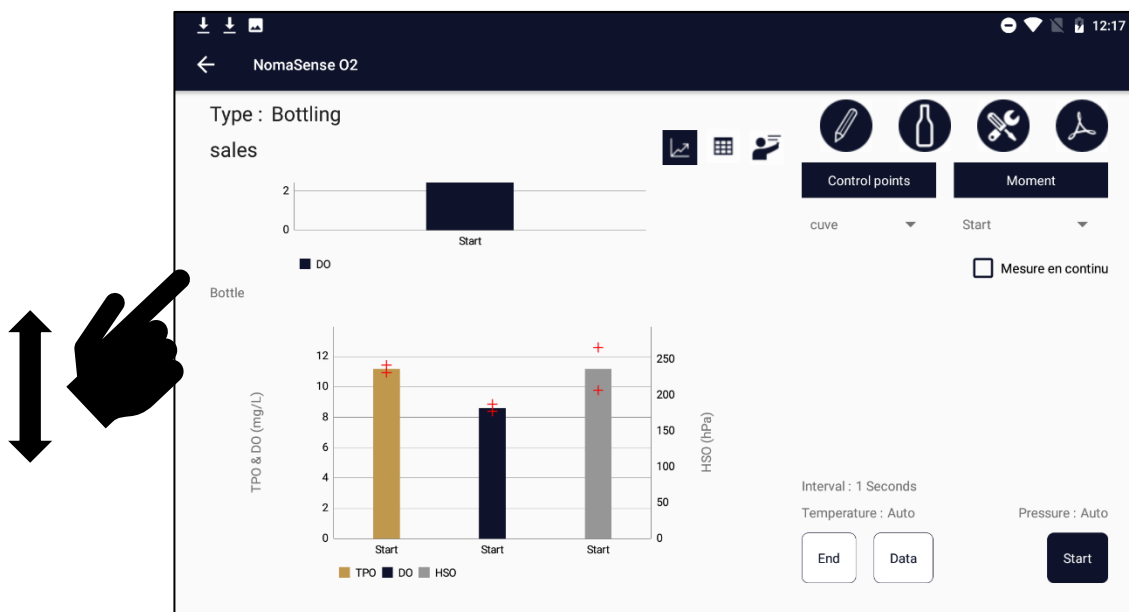 12:17
NomaSense O2
Type : Bottling
sales
2
0
Start
DO
Bottle
12
10
8
6
4
2
0
TPO & DO (mg/L)
250
200
150
100
50
0
HSO (hPa)
Start Start Start
TPO DO HSO
Control points Moment
cuve Start
Mesure en continu
Interval : 1 Seconds
Temperature : Auto Pressure : Auto
End Data Start